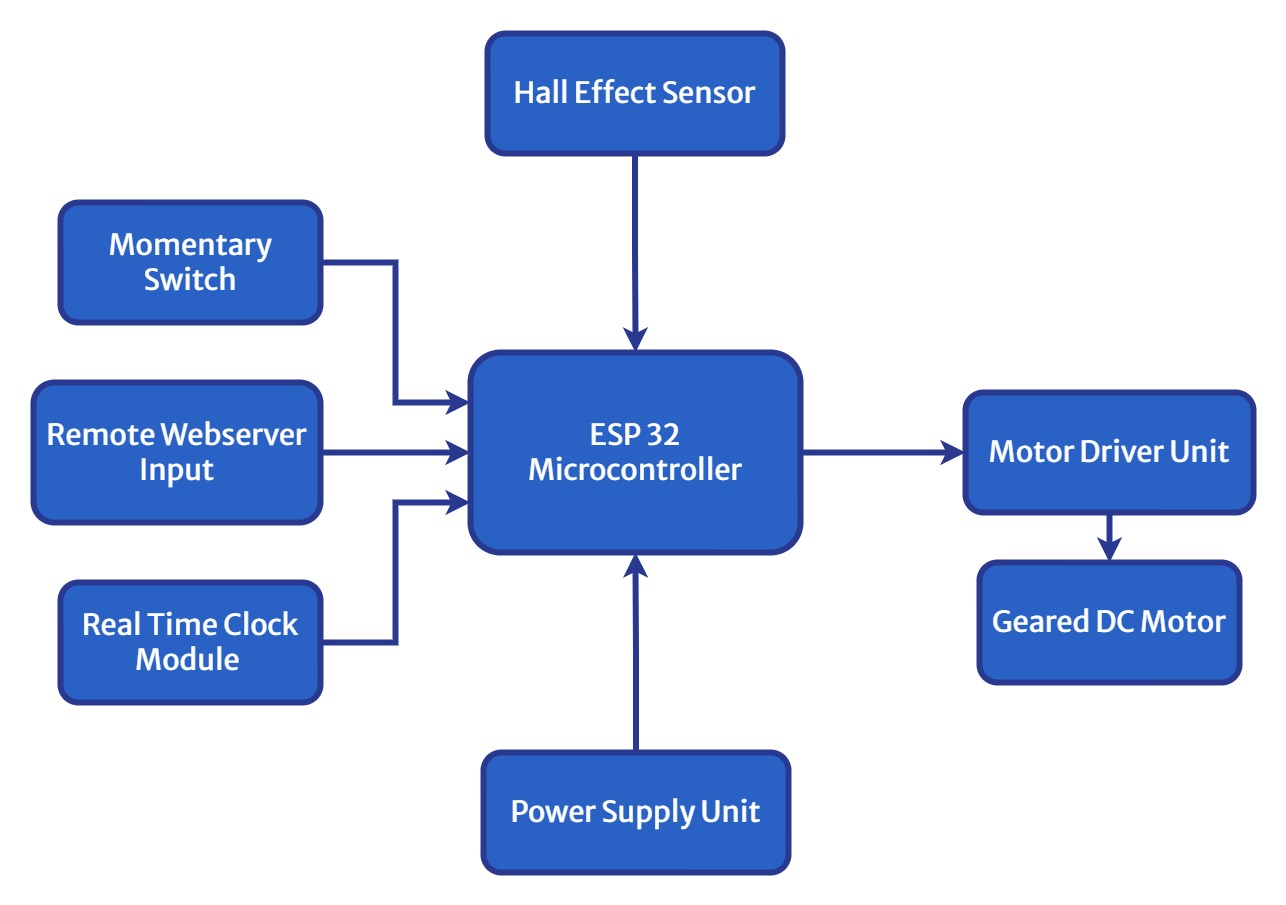 Hall Effect Sensor
Momentary
Switch
Remote Webserver
Input
Real Time Clock
Module
ESP 32
Microcontroller
Motor Driver Unit
Geared DC Motor
Power Supply Unit